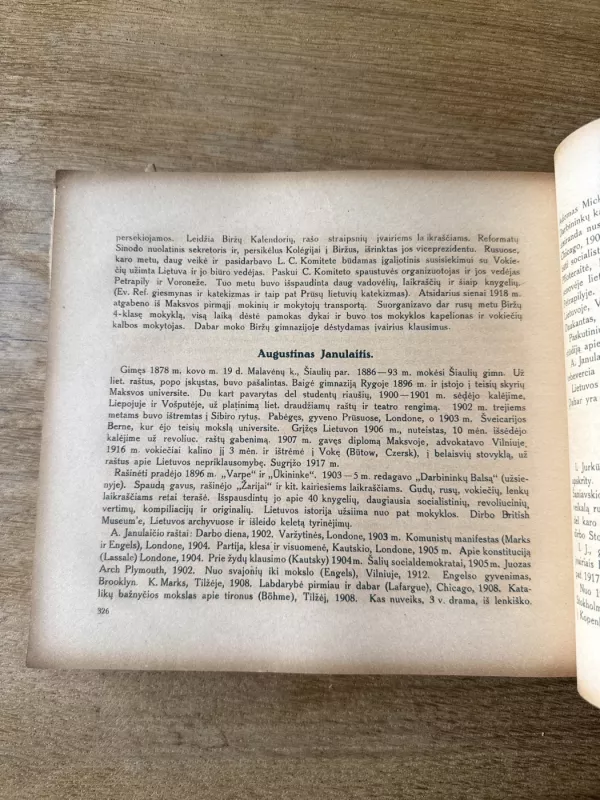 persekiojamos. Leidžia Biržų Kalendorių, rašo straipsnių įvairiems laikraščiams. Reformatų
Sinodo nuolatinis sekretoris ir, persikėlus Kolėgijai į Biržus, išrinktas jos viceprezidentu. Rusuose,
karo metu, daug veikė ir pasidarbavo L. C. Komitete būdamas įgaliotinis susisiekimui su Vokie-
čių užimta Lietuva ir jo biuro vedėjas. Paskui C. Komiteto spaustuvės organizuotojas ir jos vedėjas
Petrapily ir Voroneže. Tuo metu buvo išspaudinta daug vadovėlių, laikraščių ir šiaip knygelių.
(Ev. Ref. giesmynas ir katekizmas ir taip pat Prūsų lietuvių katekizmas). Atsidarius sienai 1918 m.
atgabeno iš Maksvos pirmąjį mokinių ir mokytojų transportą. Suorganizavo dar rusų metu Biržų
4-klasę mokyklą, visą laiką dėstė pamokas dykai ir buvo tos mokyklos kapelionas ir vokiečių
kalbos mokytojas. Dabar moko Biržų gimnazijoje dėstydamas įvairius klausimus.
Augustinas Janulaitis.
Gimęs 1878 m. kovo m. 19 d. Malavėnų k., Šiaulių par. 1886—93 m. mokėsi Šiaulių gimn. Už
liet. raštus, popo įskųstas, buvo pašalintas. Baigė gimnaziją Rygoje 1896 m. ir įstojo į teisių skyrių
Maksvos universite. Du kart pavarytas del studentų riaušių, 1900—1901 m. sėdėjo kalėjime,
Liepojuje ir Vošputėje, už platinimą liet. draudžiamų raštų ir teatro rengimą. 1902 m. trejiems
metams buvo ištremtas į Sibiro rytus. Pabėgęs, gyveno Prūsuose, Londone, o 1903 m. Šveicarijos
Berne, kur ėjo teisių mokslą universite. Grįžęs Lietuvon 1906 m., nuteistas, 10 mėn. išsėdėjo
kalėjime už revoliuc. raštų gabenimą. 1907 m. gavęs diplomą Maksvoje, advokatavo Vilniuje.
1916 m. vokiečiai kalino jį 3 mėn. ir ištrėmė į Vokę (Bütow, Czersk), į belaisvių stovyklą, už
raštus apie Lietuvos nepriklausomybę. Sugrįžo 1917 m.
Rašinėti pradėjo 1896 m. „Varpe“ ir „Ūkininke“. 1903—5 m. redagavo „Darbininkų Balsą“ (užsie-
nyje). Spaudą gavus, rašinėjo „Žarijai“ ir kit. kairiesiems laikraščiams. Gudų, rusų, vokiečių, lenkų
laikraščiams retai terašė. Išspausdinti jo apie 40 knygelių, daugiausia socialistinių, revoliucinių,
vertimų, kompiliacijų ir originalių. Lietuvos istorija užsiima nuo pat mokyklos. Dirbo British
Museum'e, Lietuvos archyvuose ir išleido keletą tyrinėjimų.
A. Janulaičio raštai: Darbo diena, 1902. Varžytinės, Londone, 1903 m. Komunistų manifestas (Marks
ir Engels), Londone, 1904. Partija, klesa ir visuomenė, Kautskio, Londone, 1905 m. Apie konstituciją
(Lassale) Londone, 1904. Prie žydų klausimo (Kautsky) 1904 m. Šalių socialdemokratai, 1905 m. Juozas
Arch Plymouth, 1902. Nuo svajonių iki mokslo (Engels), Vilniuje, 1912. Engelso gyvenimas,
Brooklyn. K. Marks, Tilžėje, 1908. Labdarybė pirmiau ir dabar (Lafargue), Chicago, 1908. Kata-
likų bažnyčios mokslas apie tironus (Böhme), Tilžėj, 1908. Kas nuveiks, 3 v. drama, iš lenkiško.
326